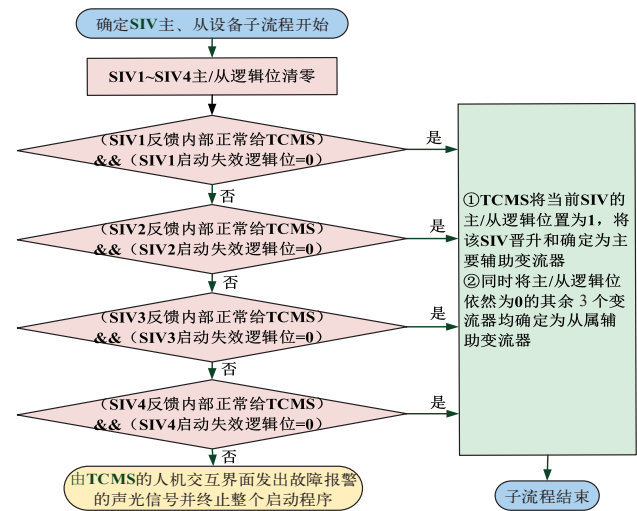 确定SIV主、从设备子流程开始
SIV1~SIV4主/从逻辑位清零
（SIV1反馈内部正常给TCMS）
&&（SIV1启动失效逻辑位=0）
是
否
（SIV2反馈内部正常给TCMS）
&&（SIV2启动失效逻辑位=0）
是
否
（SIV3反馈内部正常给TCMS）
&&（SIV3启动失效逻辑位=0）
是
否
（SIV4反馈内部正常给TCMS）
&&（SIV4启动失效逻辑位=0）
是
否
由TCMS的人机交互界面发出故障报警
的声光信号并终止整个启动程序
①TCMS将当前SIV的
主/从逻辑位置为1，将
该SIV晋升和确定为主
要辅助变流器
②同时将主/从逻辑位
依然为0的其余 3 个变
流器均确定为从属辅
助变流器
子流程结束